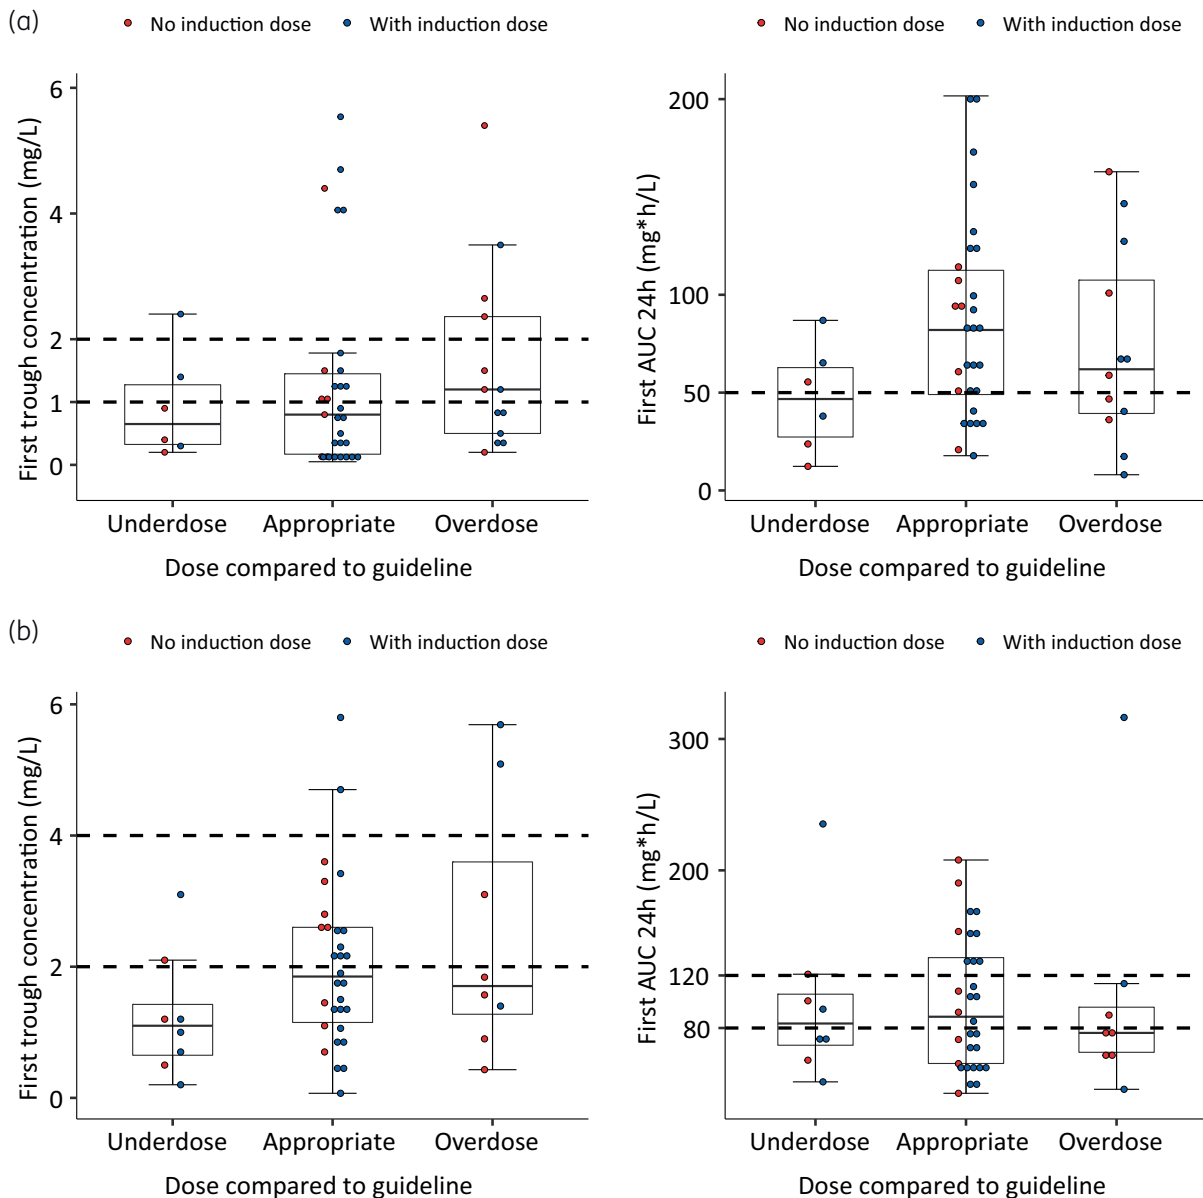 (a)
No induction dose With induction dose
First trough concentration (mg/L)
6
4
2
1
0
Underdose Appropriate Overdose
Dose compared to guideline
No induction dose With induction dose
First AUC 24h (mg*h/L)
200
100
50
0
Underdose Appropriate Overdose
Dose compared to guideline
(b)
No induction dose With induction dose
First trough concentration (mg/L)
6
4
2
0
Underdose Appropriate Overdose
Dose compared to guideline
No induction dose With induction dose
First AUC 24h (mg*h/L)
300
200
120
80
Underdose Appropriate Overdose
Dose compared to guideline